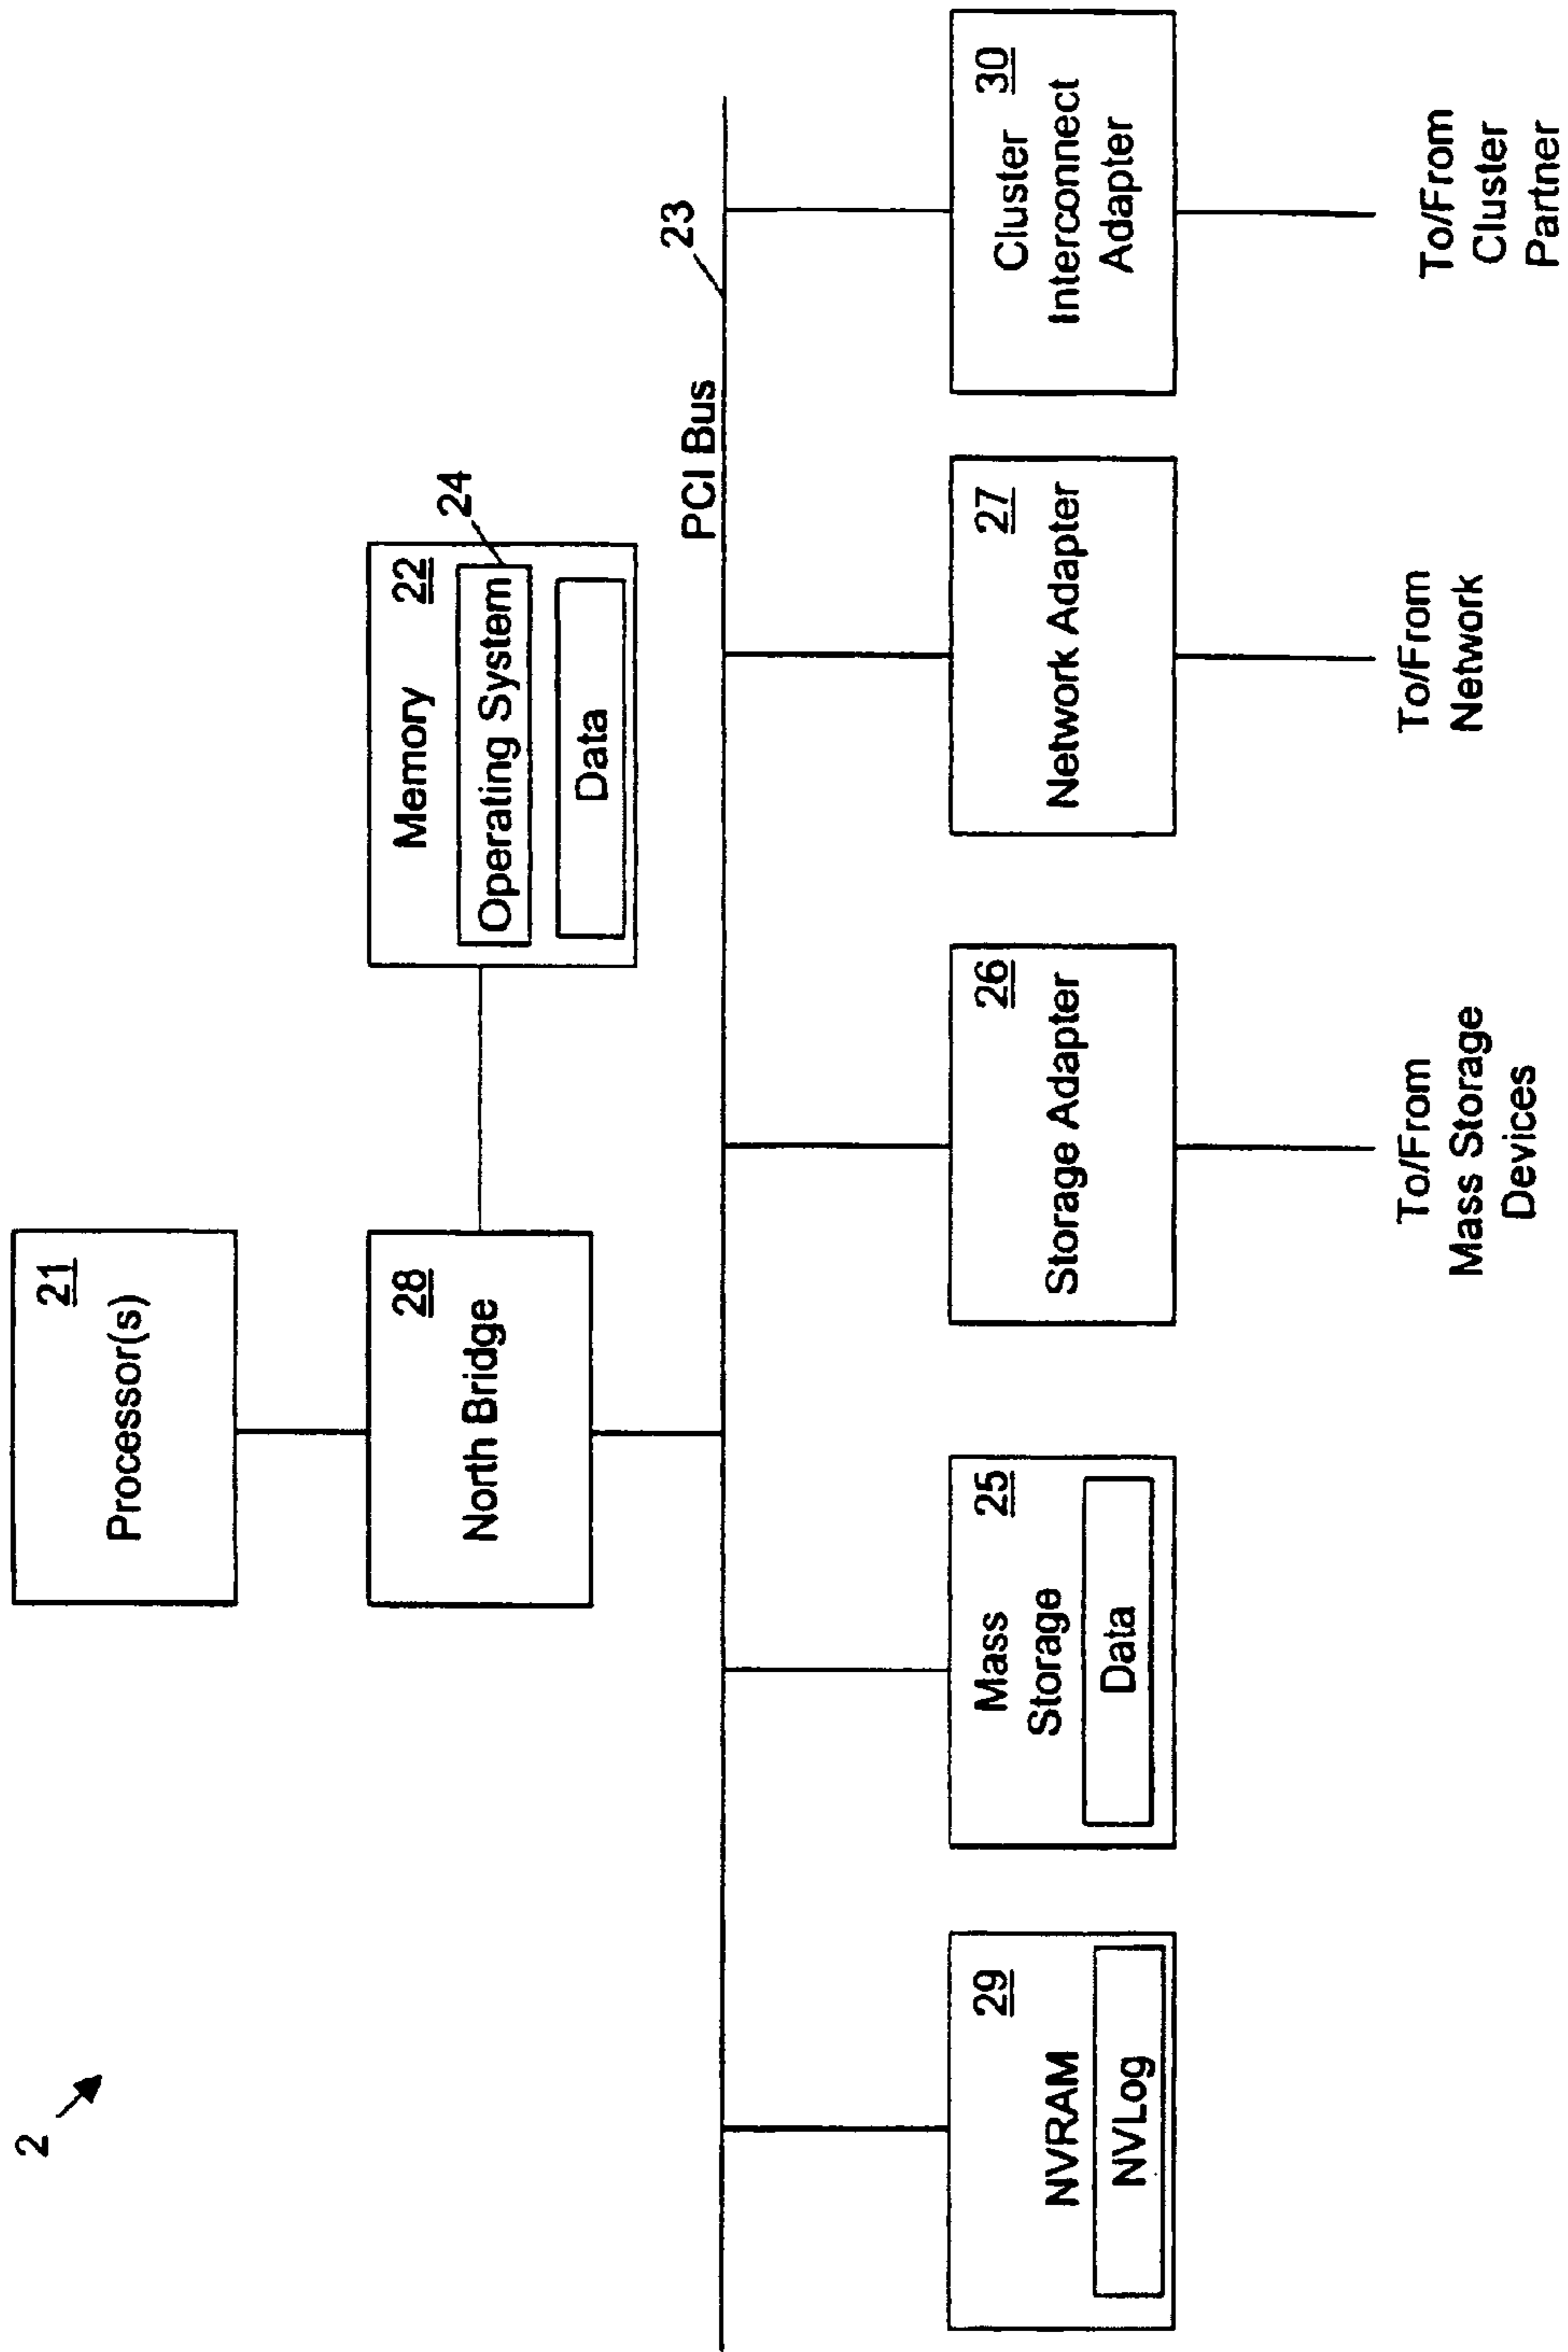 2
21
Processor(s)
28
North Bridge
22
Memory
Operating System
24
Data
PCI Bus
23
29
NVRAM
NVLog
25
Mass
Storage
Data
26
Storage Adapter
27
Network Adapter
30
Cluster
Interconnect
Adapter
To/From
Mass Storage
Devices
To/From
Network
To/From
Cluster
Partner